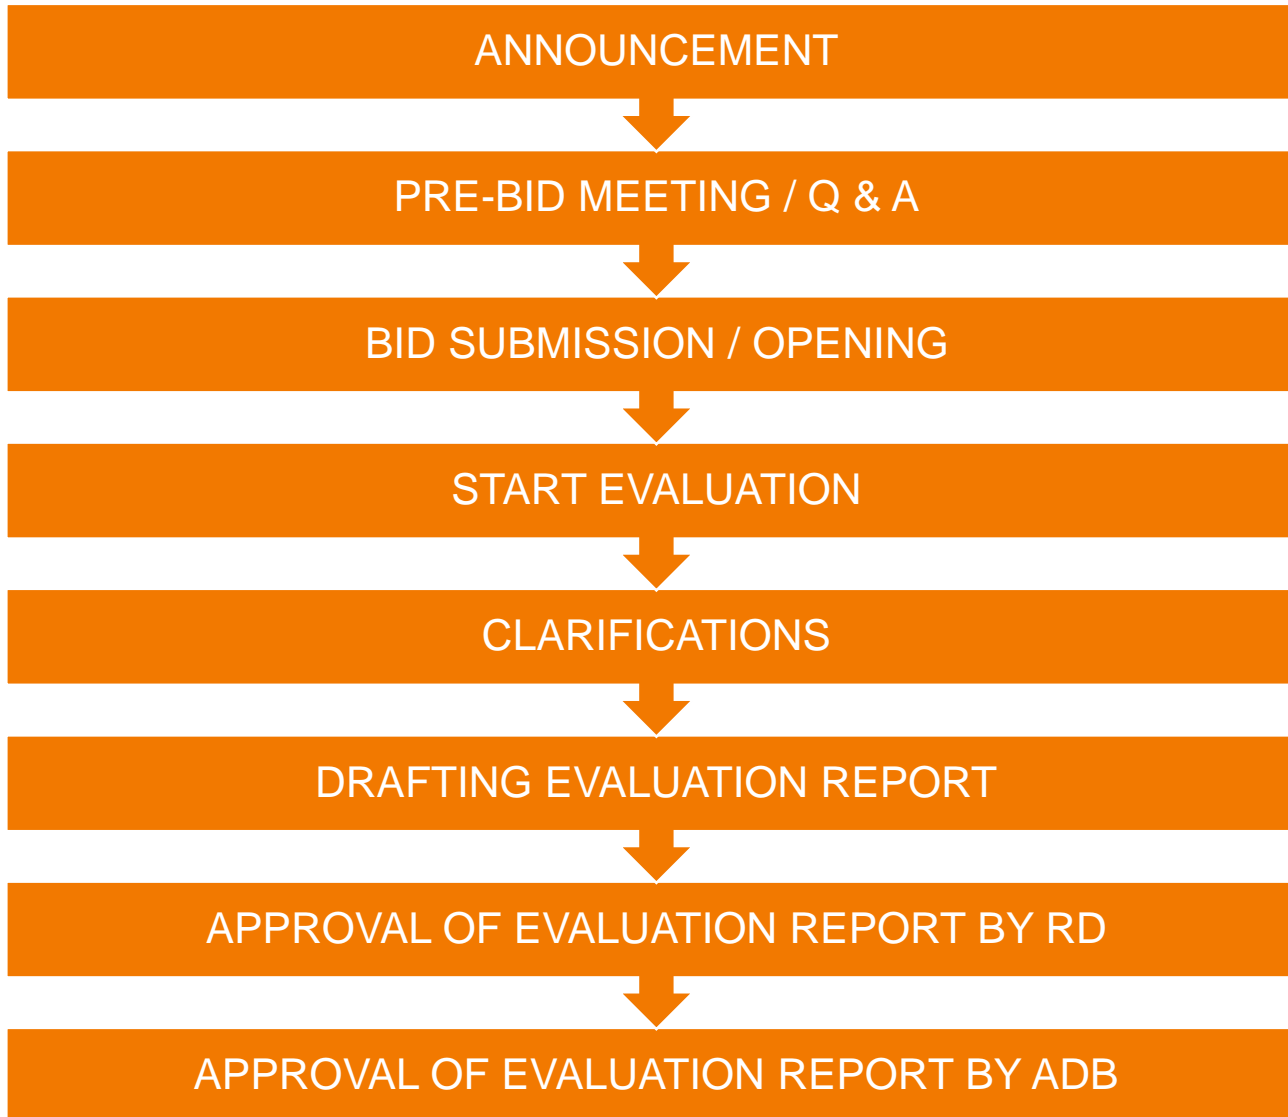 ANNOUNCEMENT
PRE-BID MEETING / Q & A
BID SUBMISSION / OPENING
START EVALUATION
CLARIFICATIONS
DRAFTING EVALUATION REPORT
APPROVAL OF EVALUATION REPORT BY RD
APPROVAL OF EVALUATION REPORT BY ADB